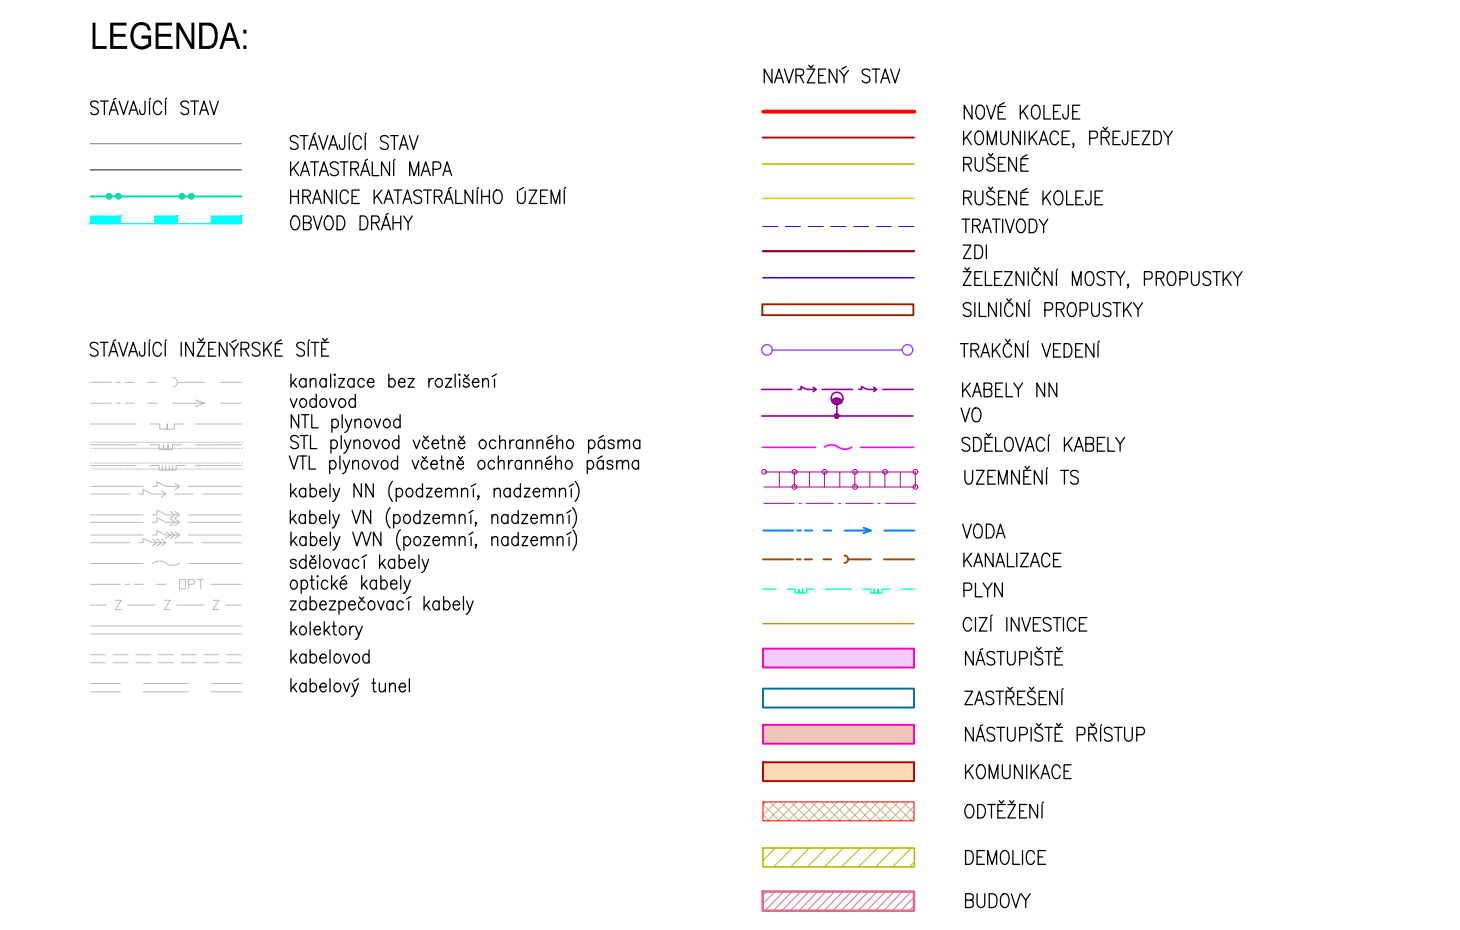 LEGENDA:
STÁVAJÍCÍ STAV
STÁVAJÍCÍ STAV
KATASTRÁLNÍ MAPA
HRANICE KATASTRÁLNÍHO ÚZEMÍ
OBVOD DRÁHY
STÁVAJÍCÍ INŽENÝRSKÉ SÍTĚ
kanalizace bez rozlišení
vodovod
NTL plynovod
STL plynovod včetně ochranného pásma
VTL plynovod včetně ochranného pásma
kabely NN (podzemní, nadzemní)
kabely VN (podzemní, nadzemní)
kabely VVN (pozemní, nadzemní)
sdělovací kabely
OPT optické kabely
Z Z Z zabezpečovací kabely
kolektory
kabelovod
kabelový tunel
NAVRŽENÝ STAV
NOVÉ KOLEJE
KOMUNIKACE, PŘEJEZDY
RUŠENÉ
RUŠENÉ KOLEJE
TRATIVODY
ZDI
ŽELEZNIČNÍ MOSTY, PROPUSTKY
SILNIČNÍ PROPUSTKY
TRAKČNÍ VEDENÍ
KABELY NN
VO
SDĚLOVACÍ KABELY
UZEMNĚNÍ TS
VODA
KANALIZACE
PLYN
CIZÍ INVESTICE
NÁSTUPIŠTĚ
ZASTŘEŠENÍ
NÁSTUPIŠTĚ PŘÍSTUP
KOMUNIKACE
ODTĚŽENÍ
DEMOLICE
BUDOVY